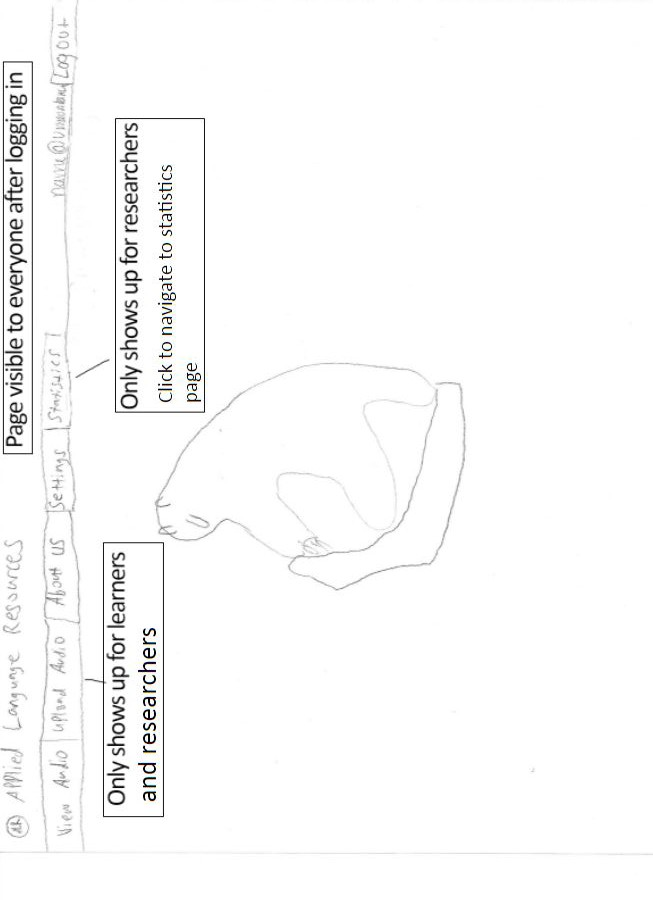 Page visible to everyone after logging in
AR Applied Language Resources
View Audio Upload Audio About Us Settings Statistics Log Out
Only shows up for learners
and researchers
Only shows up for researchers
Click to navigate to statistics
page